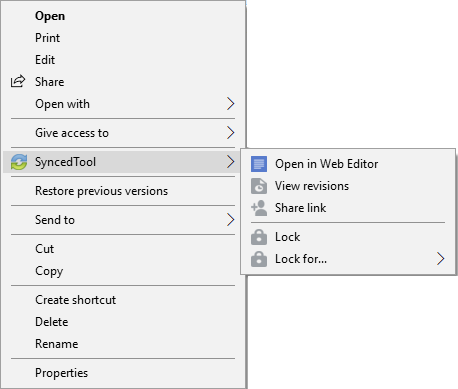 Open
Print
Edit
Share
Open with
Give access to
SyncedTool
Restore previous versions
Send to
Cut
Copy
Create shortcut
Delete
Rename
Properties
Open in Web Editor
View revisions
Share link
Lock
Lock for...